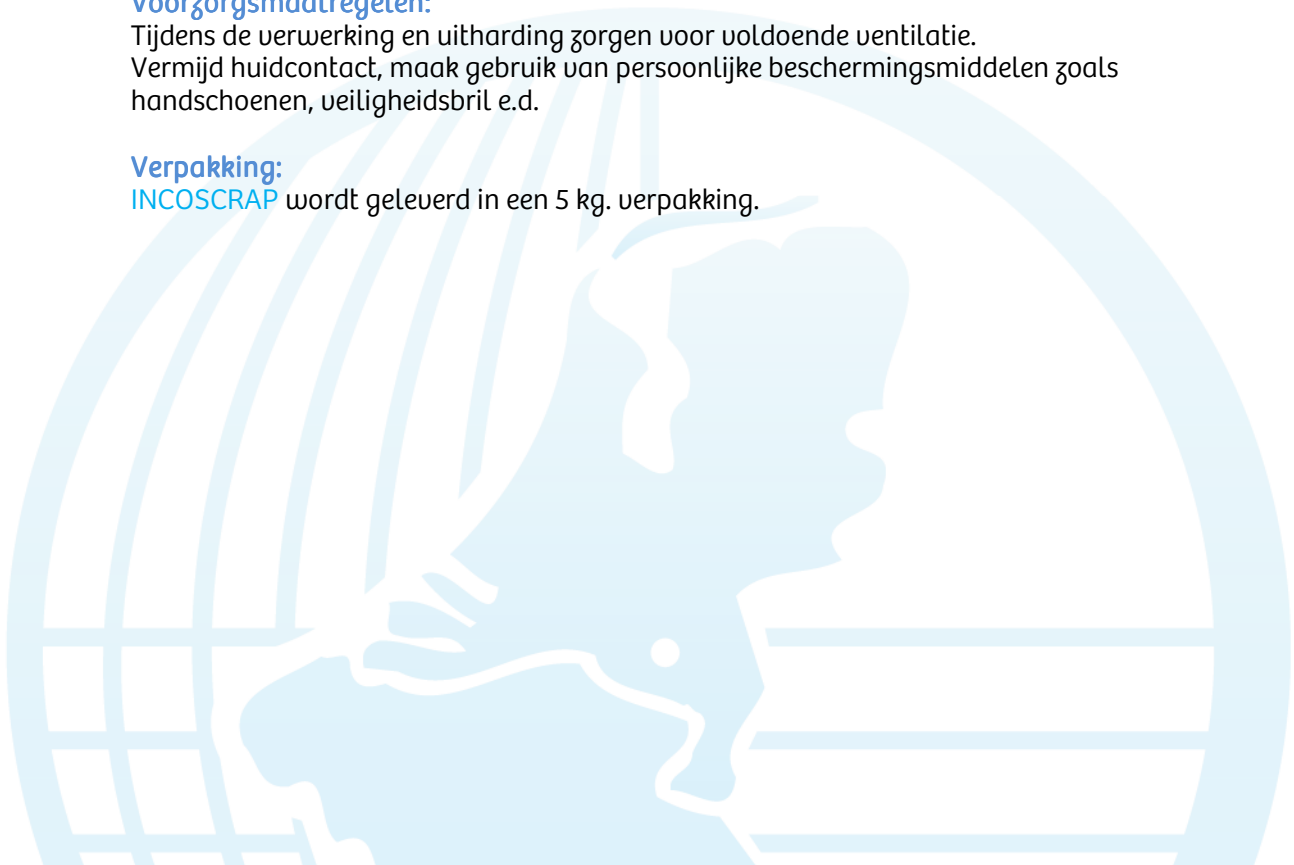 Voorzorgsmaatregelen:
Tijdens de verwerking en uitharding zorgen voor voldoende ventilatie.
Vermijd huidcontact, maak gebruik van persoonlijke beschermingsmiddelen zoals
handschoenen, veiligheidsbril e.d.
Verpakking:
INCOSCRAP wordt geleverd in een 5 kg. verpakking.